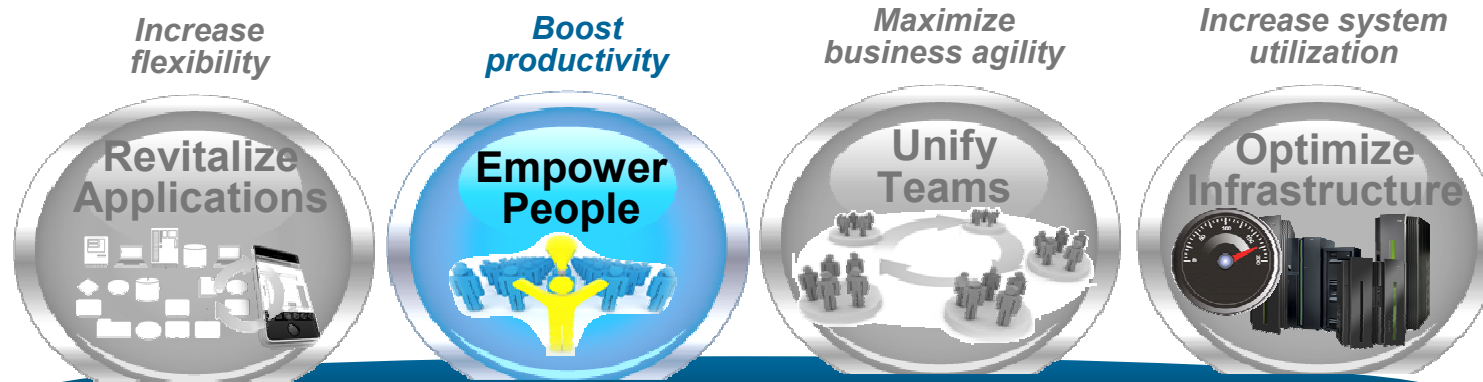 Increase
flexibility
Boost
productivity
Maximize
business agility
Increase system
utilization
Revitalize
Applications
Empower
People
Unify
Teams
Optimize
Infrastructure